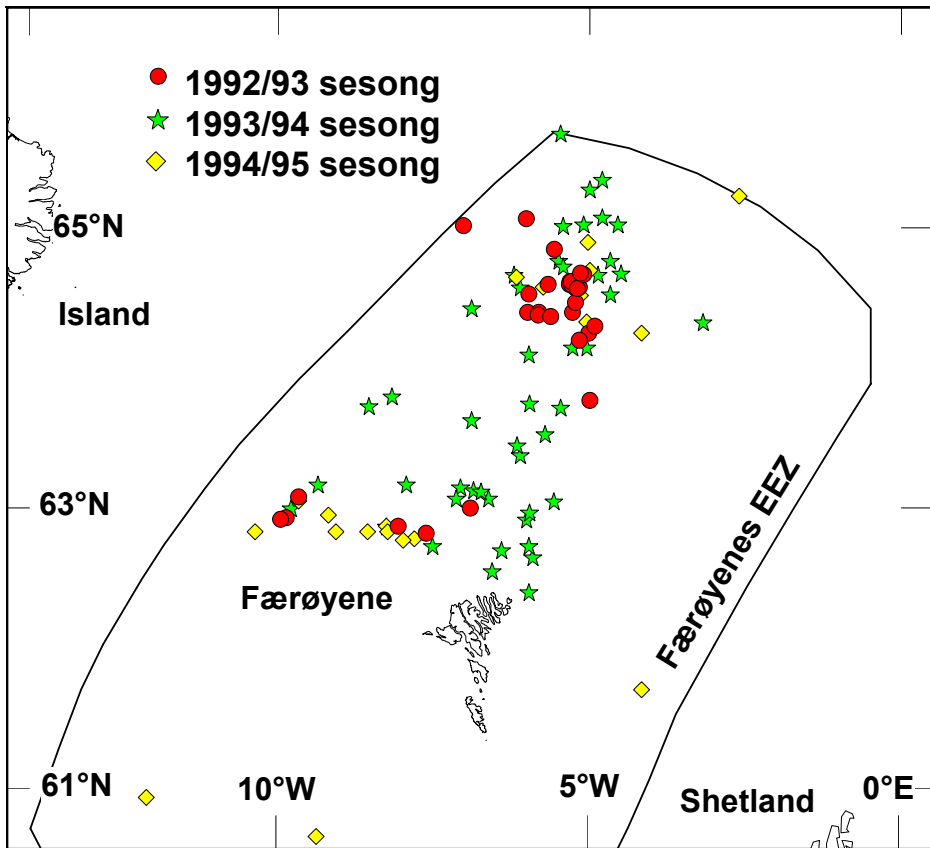 1992/93 sesong
1993/94 sesong
1994/95 sesong
65°N
Island
63°N
Færøyene
Færøyenes EEZ
61°N
10°W
5°W
0°E
Shetland